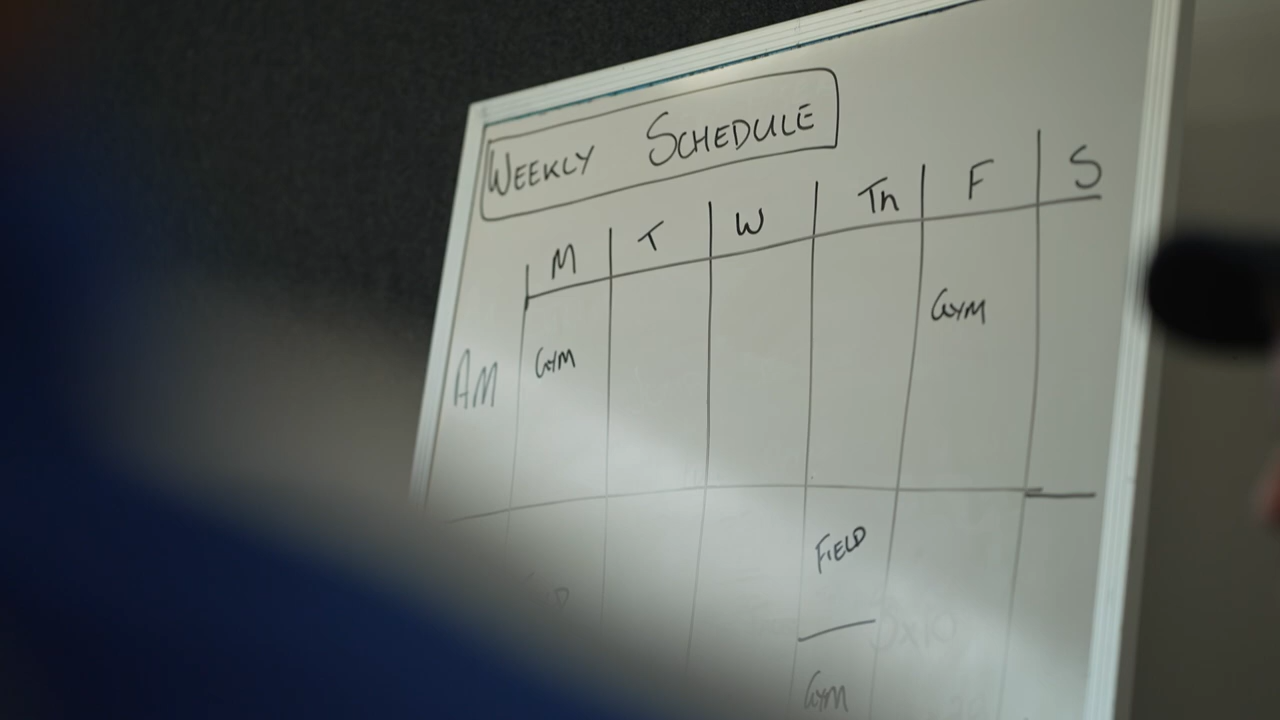 WEEKLY SCHEDULE
M T W Th F S
AM GYM GYM
FIELD
GYM